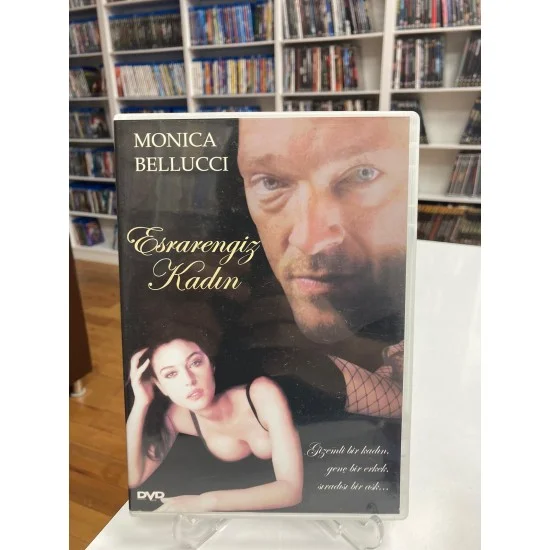 MONICA
BELLUCCI
Esrarengiz
Kadın
Gizemli bir kadın,
genç bir erkek,
sıradışı bir aşk...
DVD